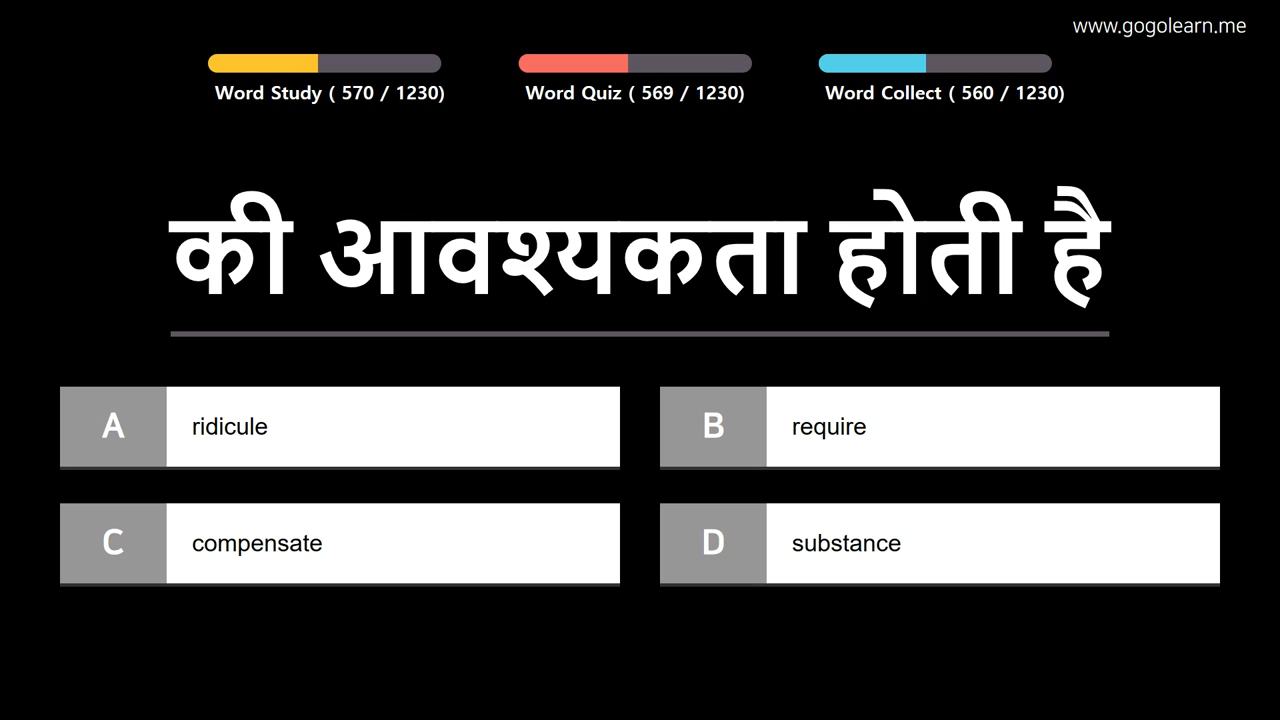 www.gogolearn.me
Word Study ( 570 / 1230)
Word Quiz ( 569 / 1230)
Word Collect ( 560 / 1230)
की आवश्यकता होती है
A ridicule
B require
C compensate
D substance